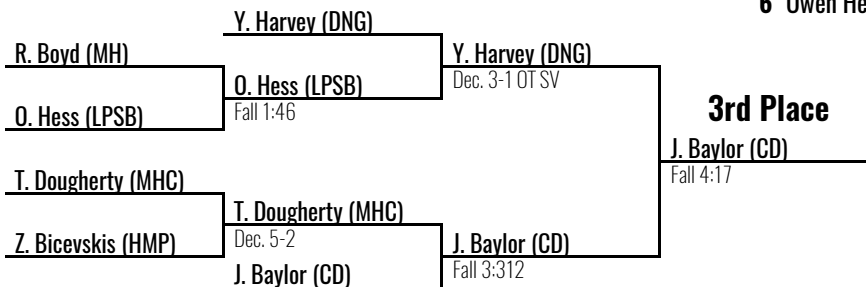 6 Owen He
Y. Harvey (DNG)
R. Boyd (MH)
Y. Harvey (DNG)
O. Hess (LPSB)
Dec. 3-1 OT SV
O. Hess (LPSB)
Fall 1:46
3rd Place
J. Baylor (CD)
Fall 4:17
T. Dougherty (MHC)
T. Dougherty (MHC)
Z. Bicevskis (HMP)
Dec. 5-2
J. Baylor (CD)
J. Baylor (CD)
Fall 3:312